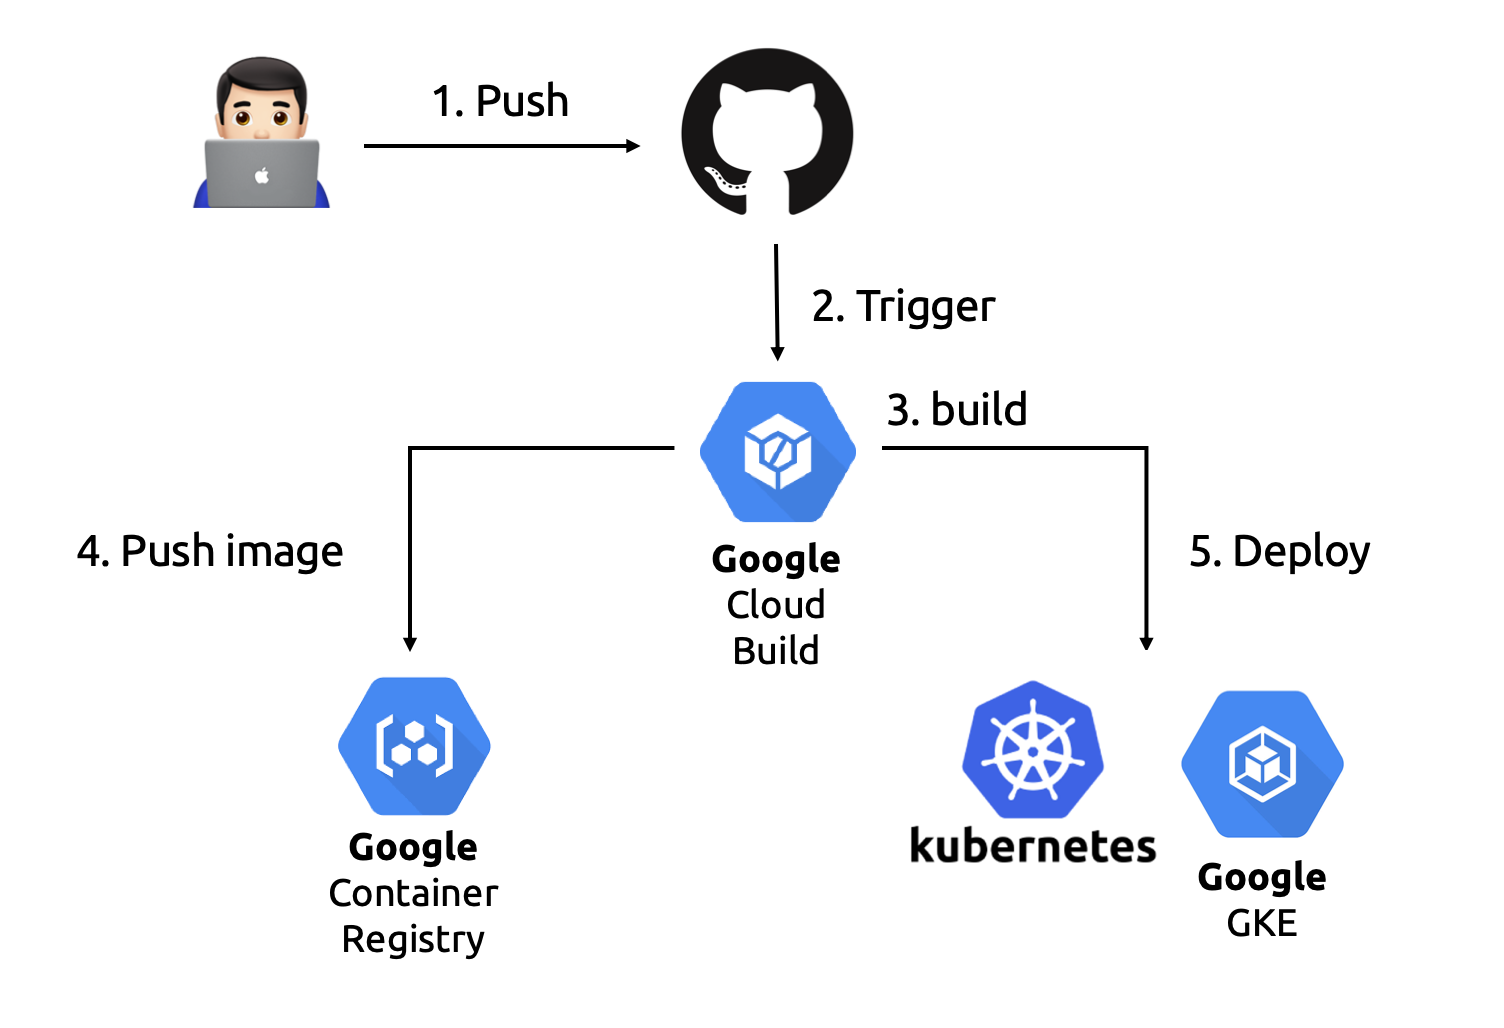 1. Push
2. Trigger
3. build
4. Push image
5. Deploy
Google
Cloud
Build
kubernetes
Google
Container
Registry
Google
GKE